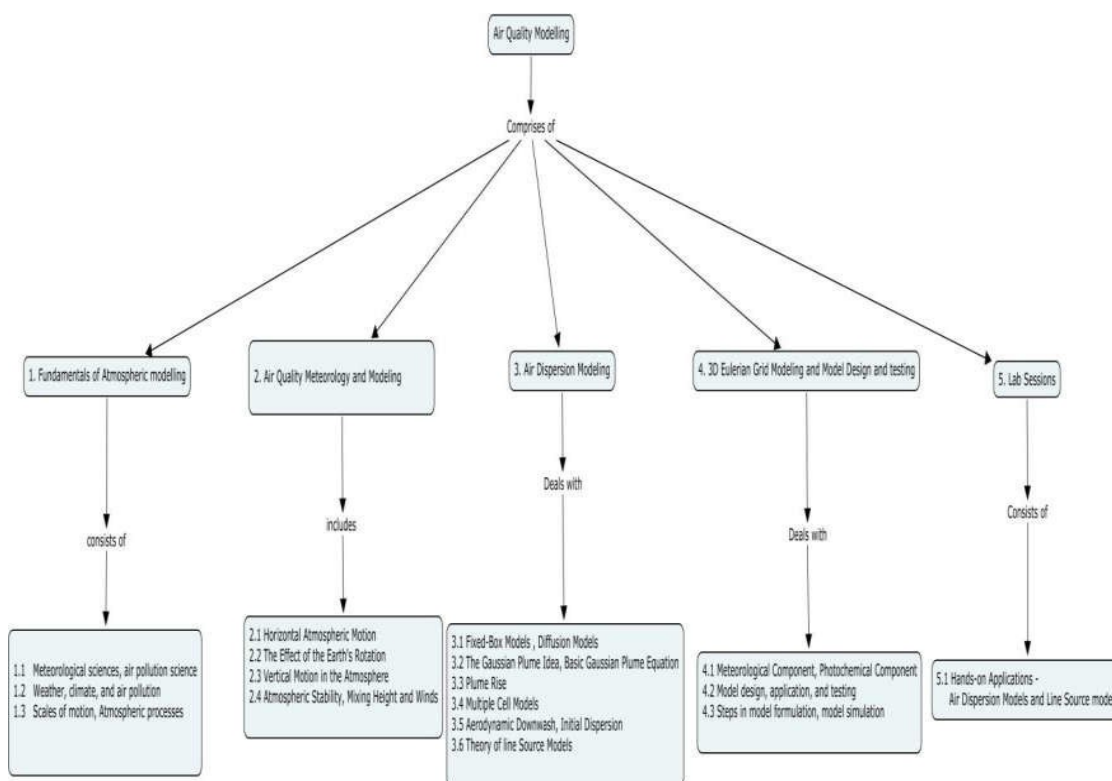 Air Quality Modelling
Comprises of
1. Fundamentals of Atmospheric modelling
2. Air Quality Meteorology and Modeling
3. Air Dispersion Modeling
4. 3D Eulerian Grid Modeling and Model Design and testing
5. Lab Sessions
consists of
includes
Deals with
Deals with
Consists of
1.1 Meteorological sciences, air pollution science
1.2 Weather, climate, and air pollution
1.3 Scales of motion, Atmospheric processes
2.1 Horizontal Atmospheric Motion
2.2 The Effect of the Earth's Rotation
2.3 Vertical Motion in the Atmosphere
2.4 Atmospheric Stability, Mixing Height and Winds
3.1 Fixed-Box Models , Diffusion Models
3.2 The Gaussian Plume Idea, Basic Gaussian Plume Equation
3.3 Plume Rise
3.4 Multiple Cell Models
3.5 Aerodynamic Downwash, Initial Dispersion
3.6 Theory of line Source Models
4.1 Meteorological Component, Photochemical Component
4.2 Model design, application, and testing
4.3 Steps in model formulation, model simulation
5.1 Hands-on Applications -
Air Dispersion Models and Line Source model